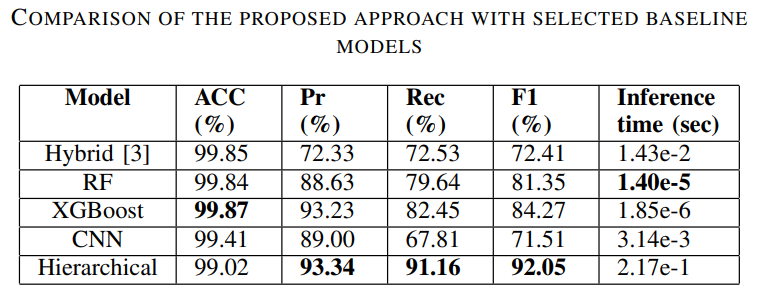 COMPARISON OF THE PROPOSED APPROACH WITH SELECTED BASELINE
MODELS
Model ACC Pr Rec F1 Inference
(%) (%) (%) (%) time (sec)
Hybrid [3] 99.85 72.33 72.53 72.41 1.43e-2
RF 99.84 88.63 79.64 81.35 1.40e-5
XGBoost 99.87 93.23 82.45 84.27 1.85e-6
CNN 99.41 89.00 67.81 71.51 3.14e-3
Hierarchical 99.02 93.34 91.16 92.05 2.17e-1